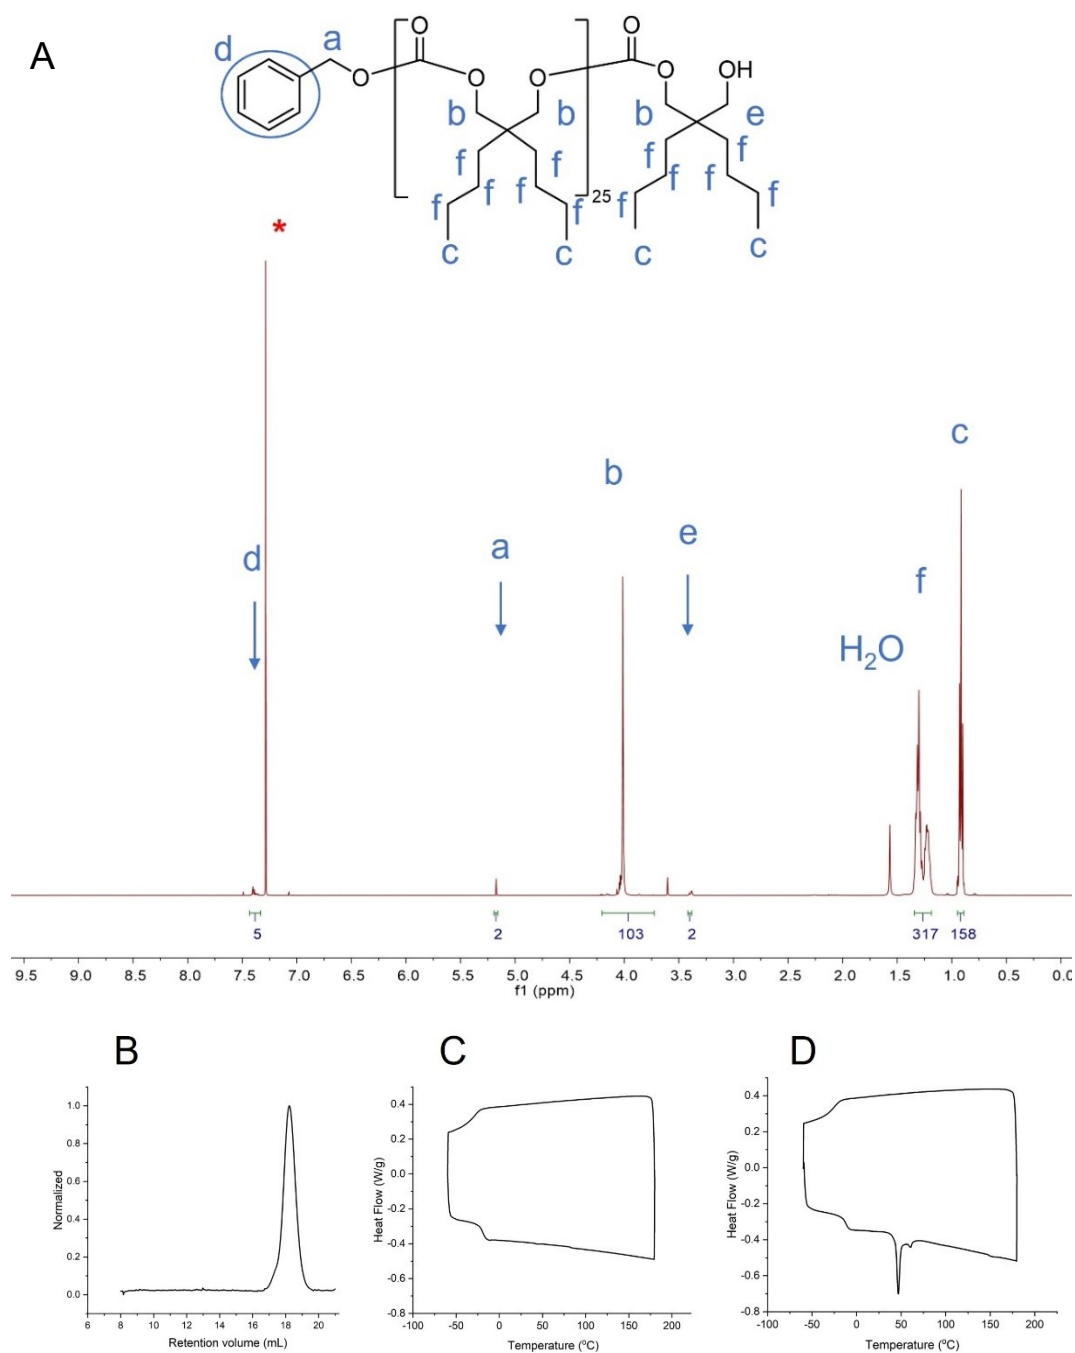 A
d
a
O
O
O
O
O
O
OH
b
b
b
e
f
f
f
f
f
f
f
f
f
f
f
f
25
c
c
c
c
*
c
b
e
a
d
f
H2O
5
2
103
2
317
158
9.5 9.0 8.5 8.0 7.5 7.0 6.5 6.0 5.5 5.0 4.5 4.0 3.5 3.0 2.5 2.0 1.5 1.0 0.5 0.0
f1 (ppm)
B
Normalized
1.0
0.8
0.6
0.4
0.2
0.0
6 8 10 12 14 16 18 20
Retention volume (mL)
C
Heat Flow (W/g)
0.4
0.2
0.0
-0.2
-0.4
-0.6
-0.8
-100 -50 0 50 100 150 200
Temperature (°C)
D
Heat Flow (W/g)
0.4
0.2
0.0
-0.2
-0.4
-0.6
-0.8
-100 -50 0 50 100 150 200
Temperature (°C)